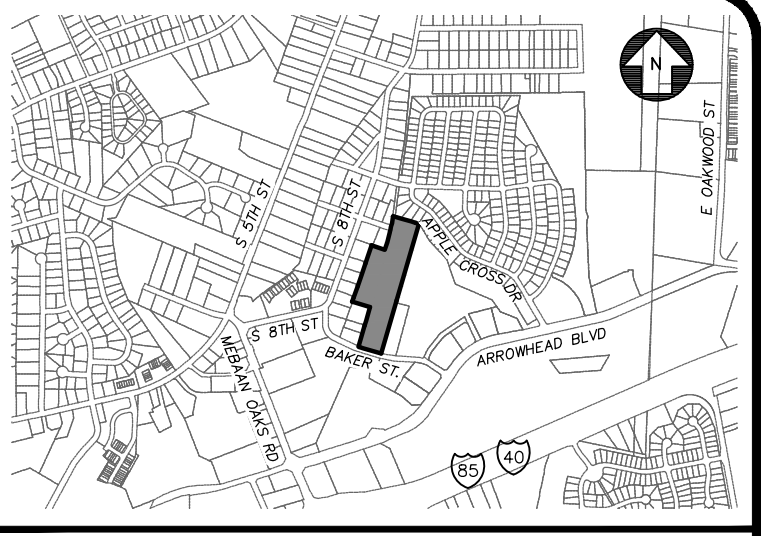 N
E OAKWOOD ST
S 5TH ST
S 8TH ST.
APPLE CROSS DR
S 8TH ST
BAKER ST.
MEBAAN OAKS RD
ARROWHEAD BLVD
85
40